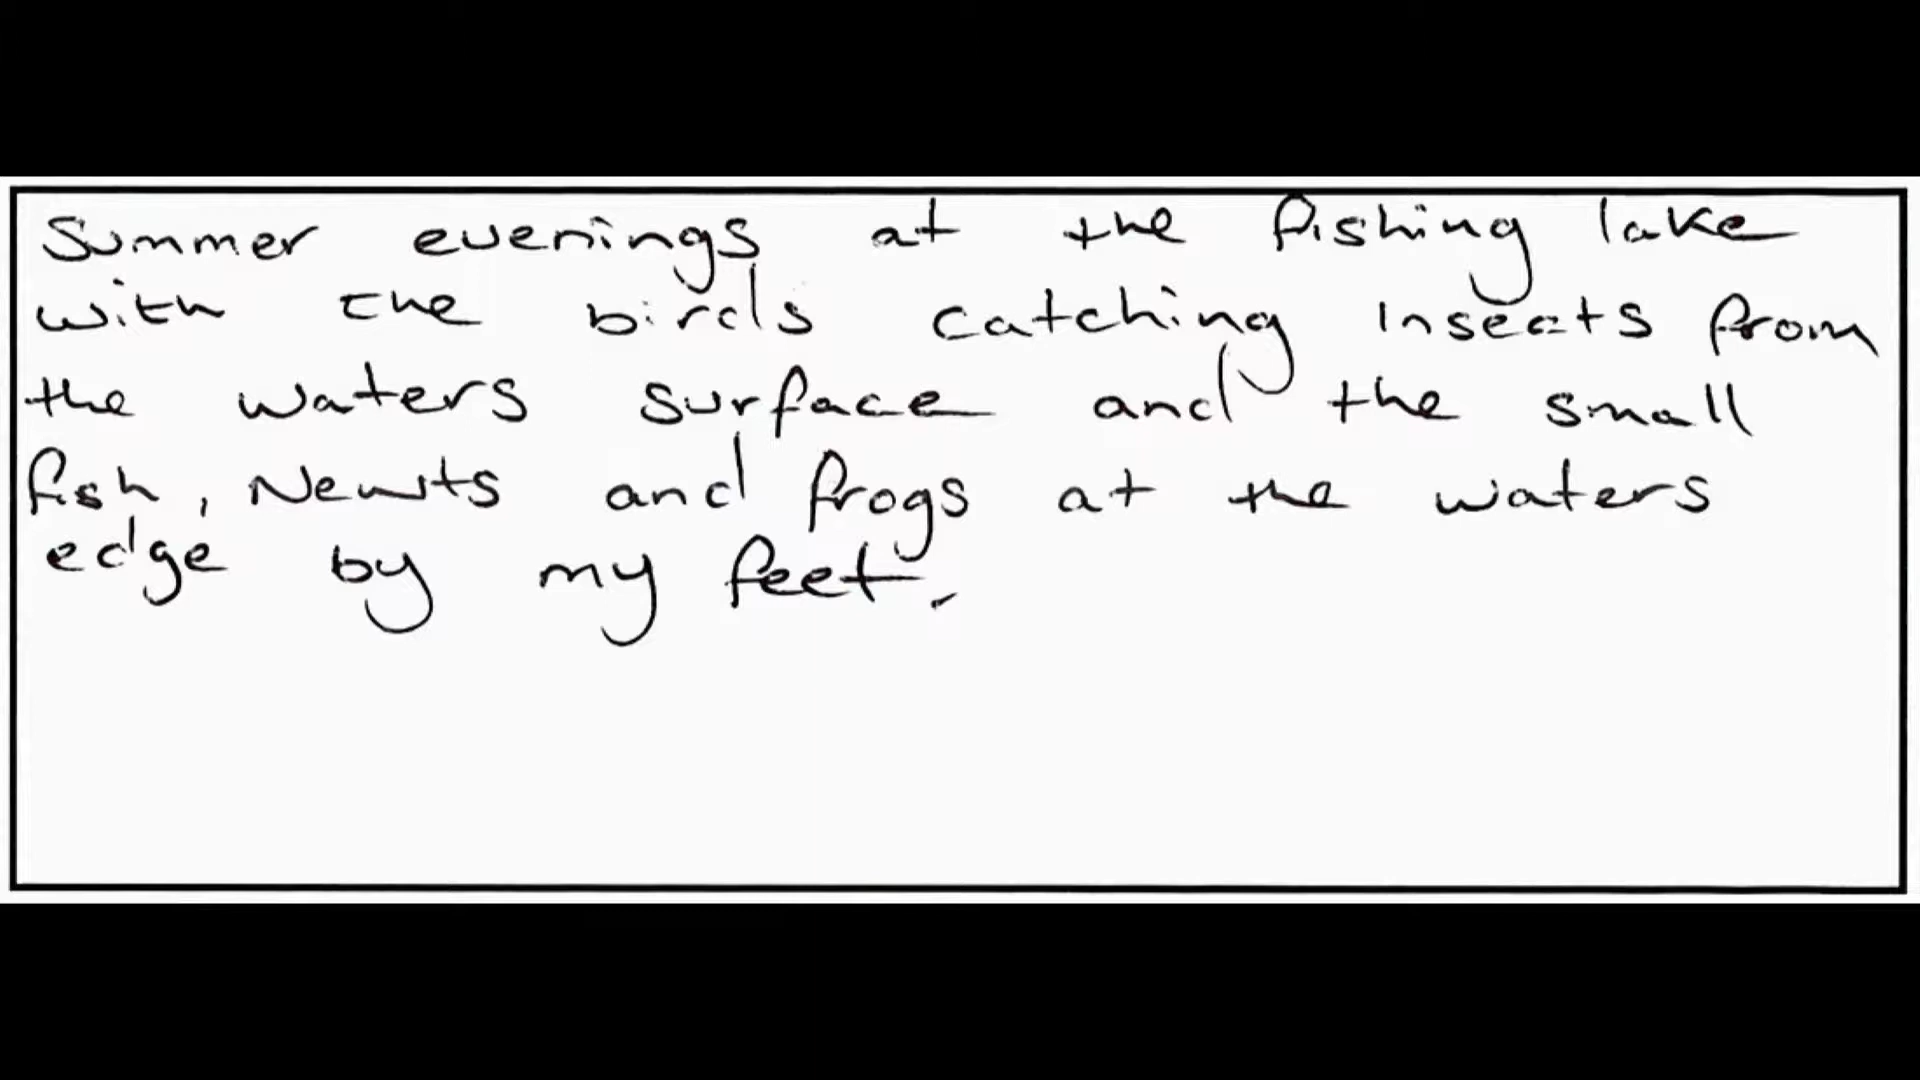 Summer evenings at the fishing lake
with the birds catching insects from
the waters surface and the small
fish, Newts and frogs at the waters
edge by my feet.